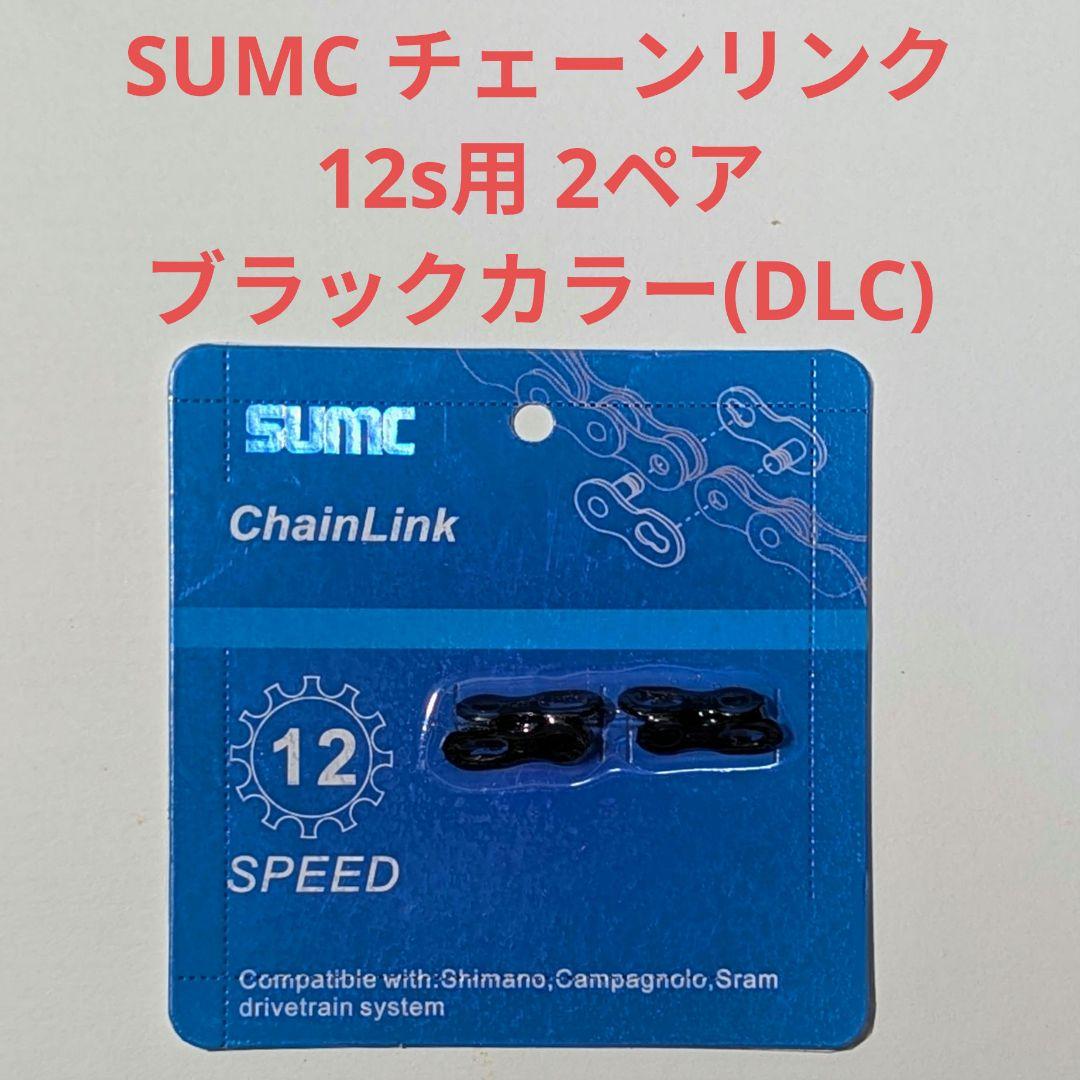 SUMC チェーンリンク
12s用 2ペア
ブラックカラー(DLC)
SUMC
ChainLink
12
SPEED
Compatible with:Shimano,Campagnolo,Sram
drivetrain system